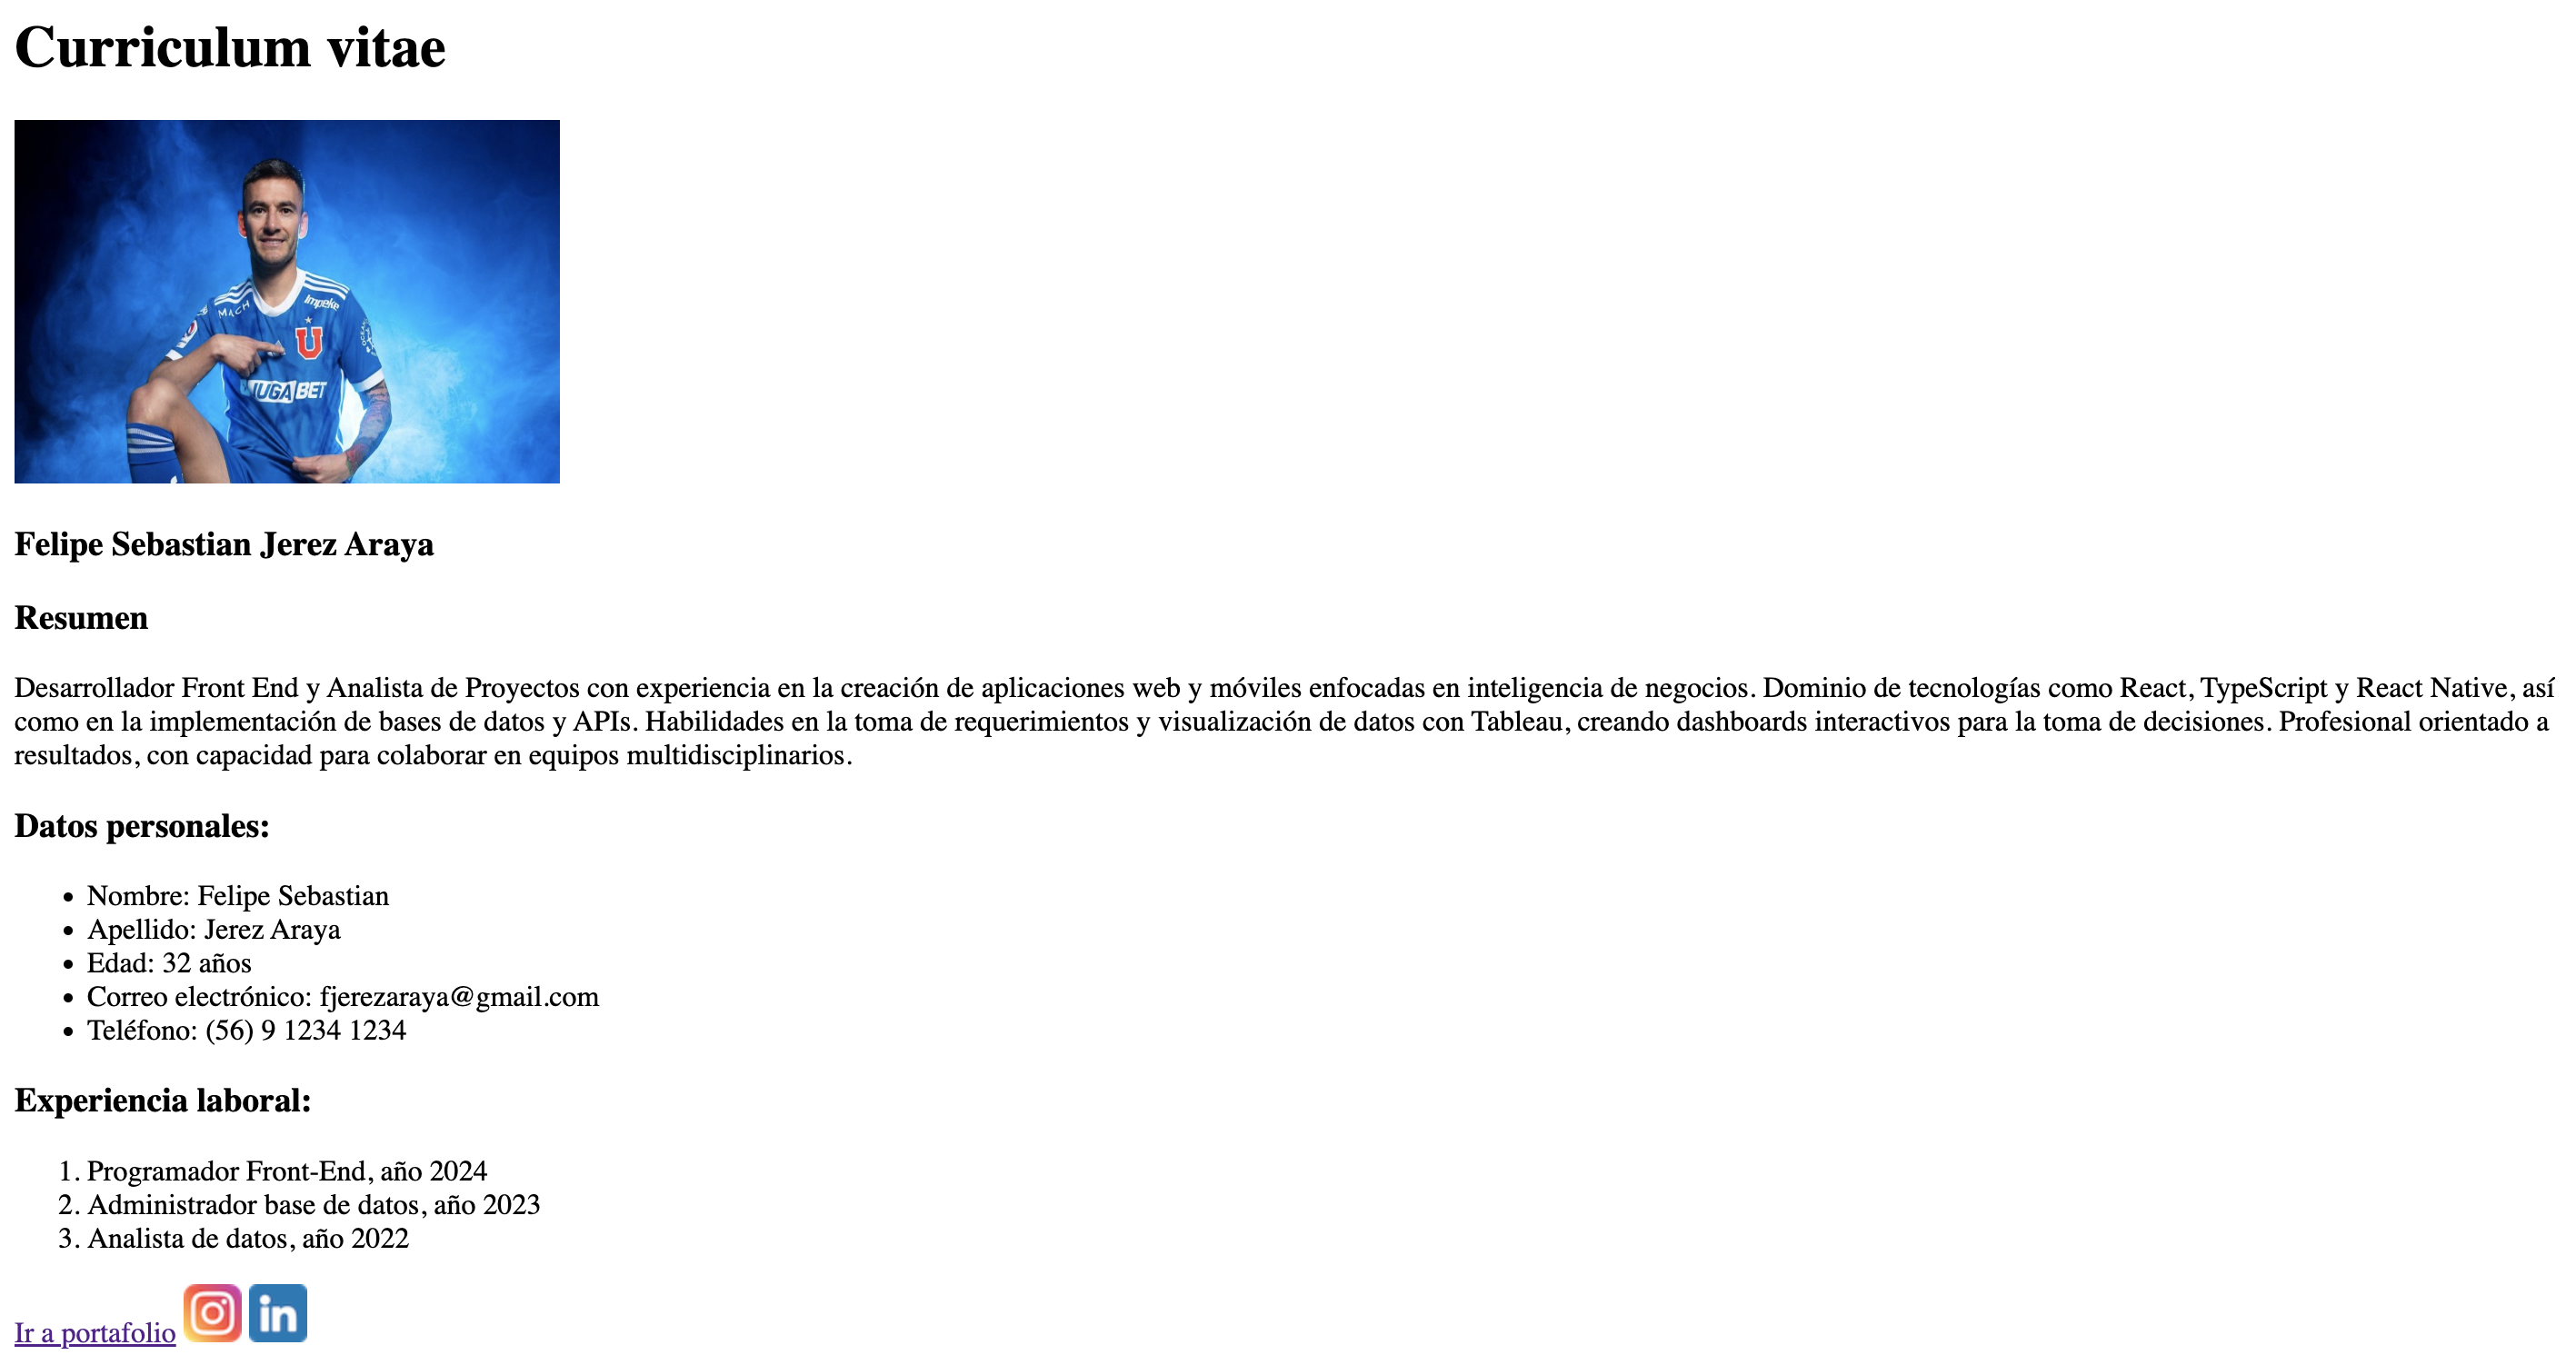 Curriculum vitae
MACH
Impeke
U
JUGABET
Felipe Sebastian Jerez Araya
Resumen
Desarrollador Front End y Analista de Proyectos con experiencia en la creación de aplicaciones web y móviles enfocadas en inteligencia de negocios. Dominio de tecnologías como React, TypeScript y React Native, así
como en la implementación de bases de datos y APIs. Habilidades en la toma de requerimientos y visualización de datos con Tableau, creando dashboards interactivos para la toma de decisiones. Profesional orientado a
resultados, con capacidad para colaborar en equipos multidisciplinarios.
Datos personales:
• Nombre: Felipe Sebastian
• Apellido: Jerez Araya
• Edad: 32 años
• Correo electrónico: fjerezaraya@gmail.com
• Teléfono: (56) 9 1234 1234
Experiencia laboral:
1. Programador Front-End, año 2024
2. Administrador base de datos, año 2023
3. Analista de datos, año 2022
Ir a portafolio in